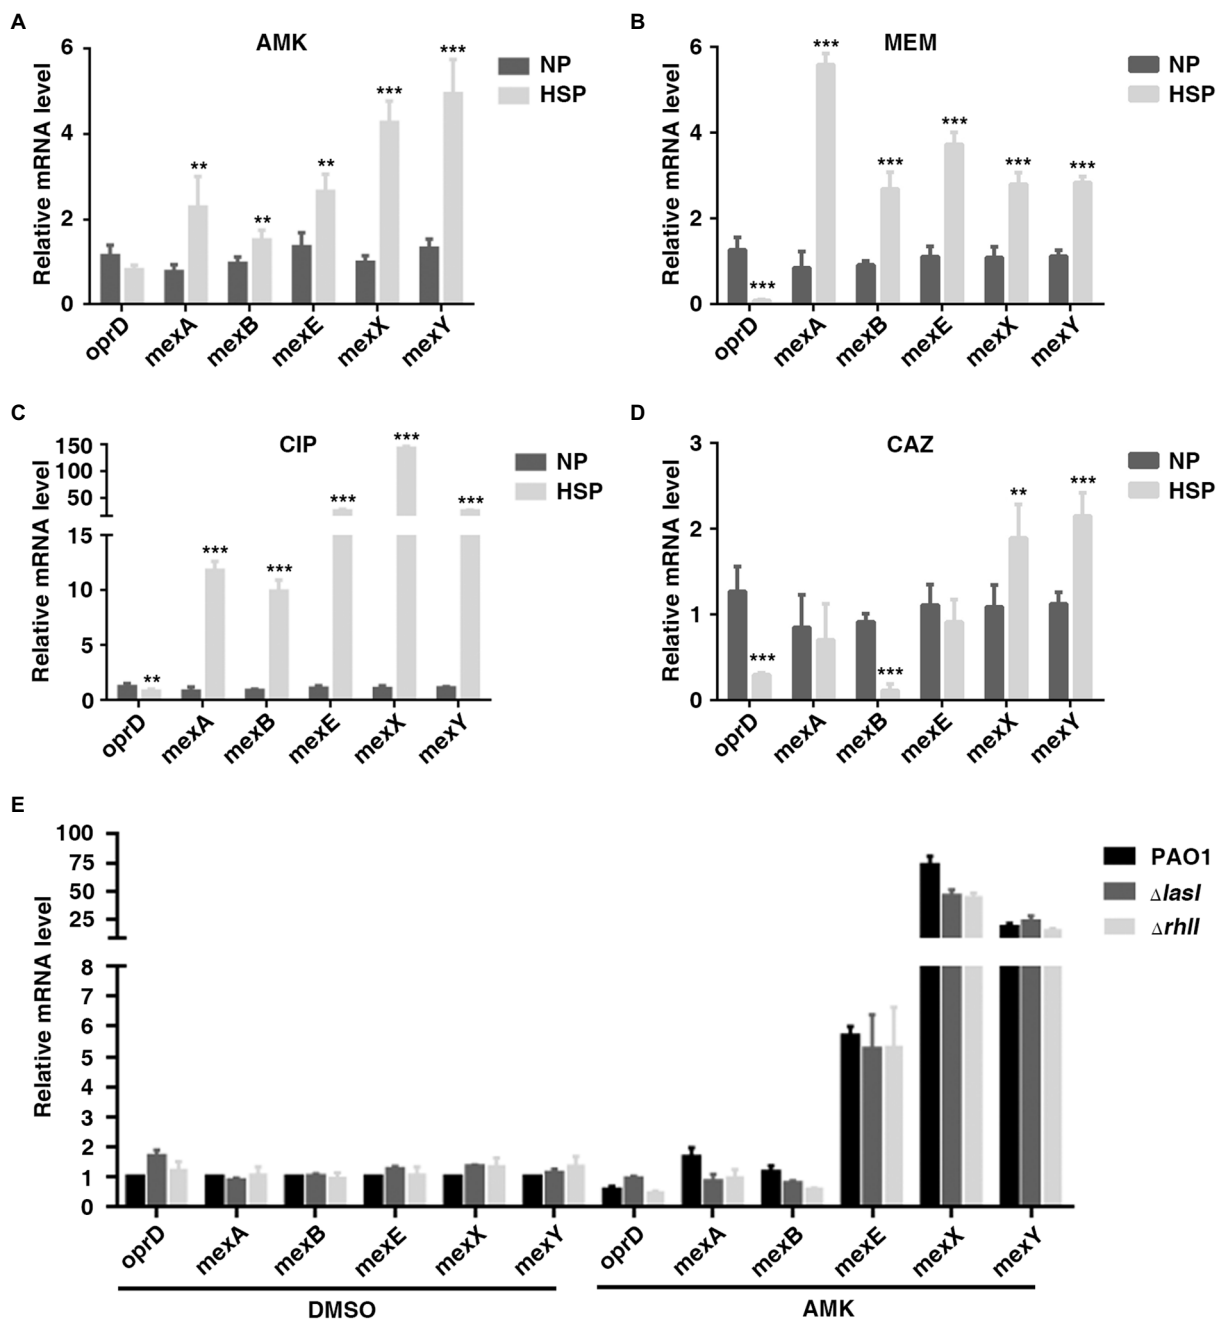 A
AMK
Relative mRNA level
6
4
2
0
**
**
**
***
***
oprD
mexA
mexB
mexE
mexX
mexY
NP
HSP
B
MEM
Relative mRNA level
6
4
2
0
***
***
***
***
***
***
oprD
mexA
mexB
mexE
mexX
mexY
NP
HSP
C
CIP
Relative mRNA level
150
100
50
15
10
5
0
**
***
***
***
***
***
oprD
mexA
mexB
mexE
mexX
mexY
NP
HSP
D
CAZ
Relative mRNA level
3
2
1
0
***
***
**
***
oprD
mexA
mexB
mexE
mexX
mexY
NP
HSP
E
Relative mRNA level
100
75
50
25
8
7
6
5
4
3
2
1
0
oprD
mexA
mexB
mexE
mexX
mexY
oprD
mexA
mexB
mexE
mexX
mexY
DMSO
AMK
PAO1
ΔlasI
ΔrhlI